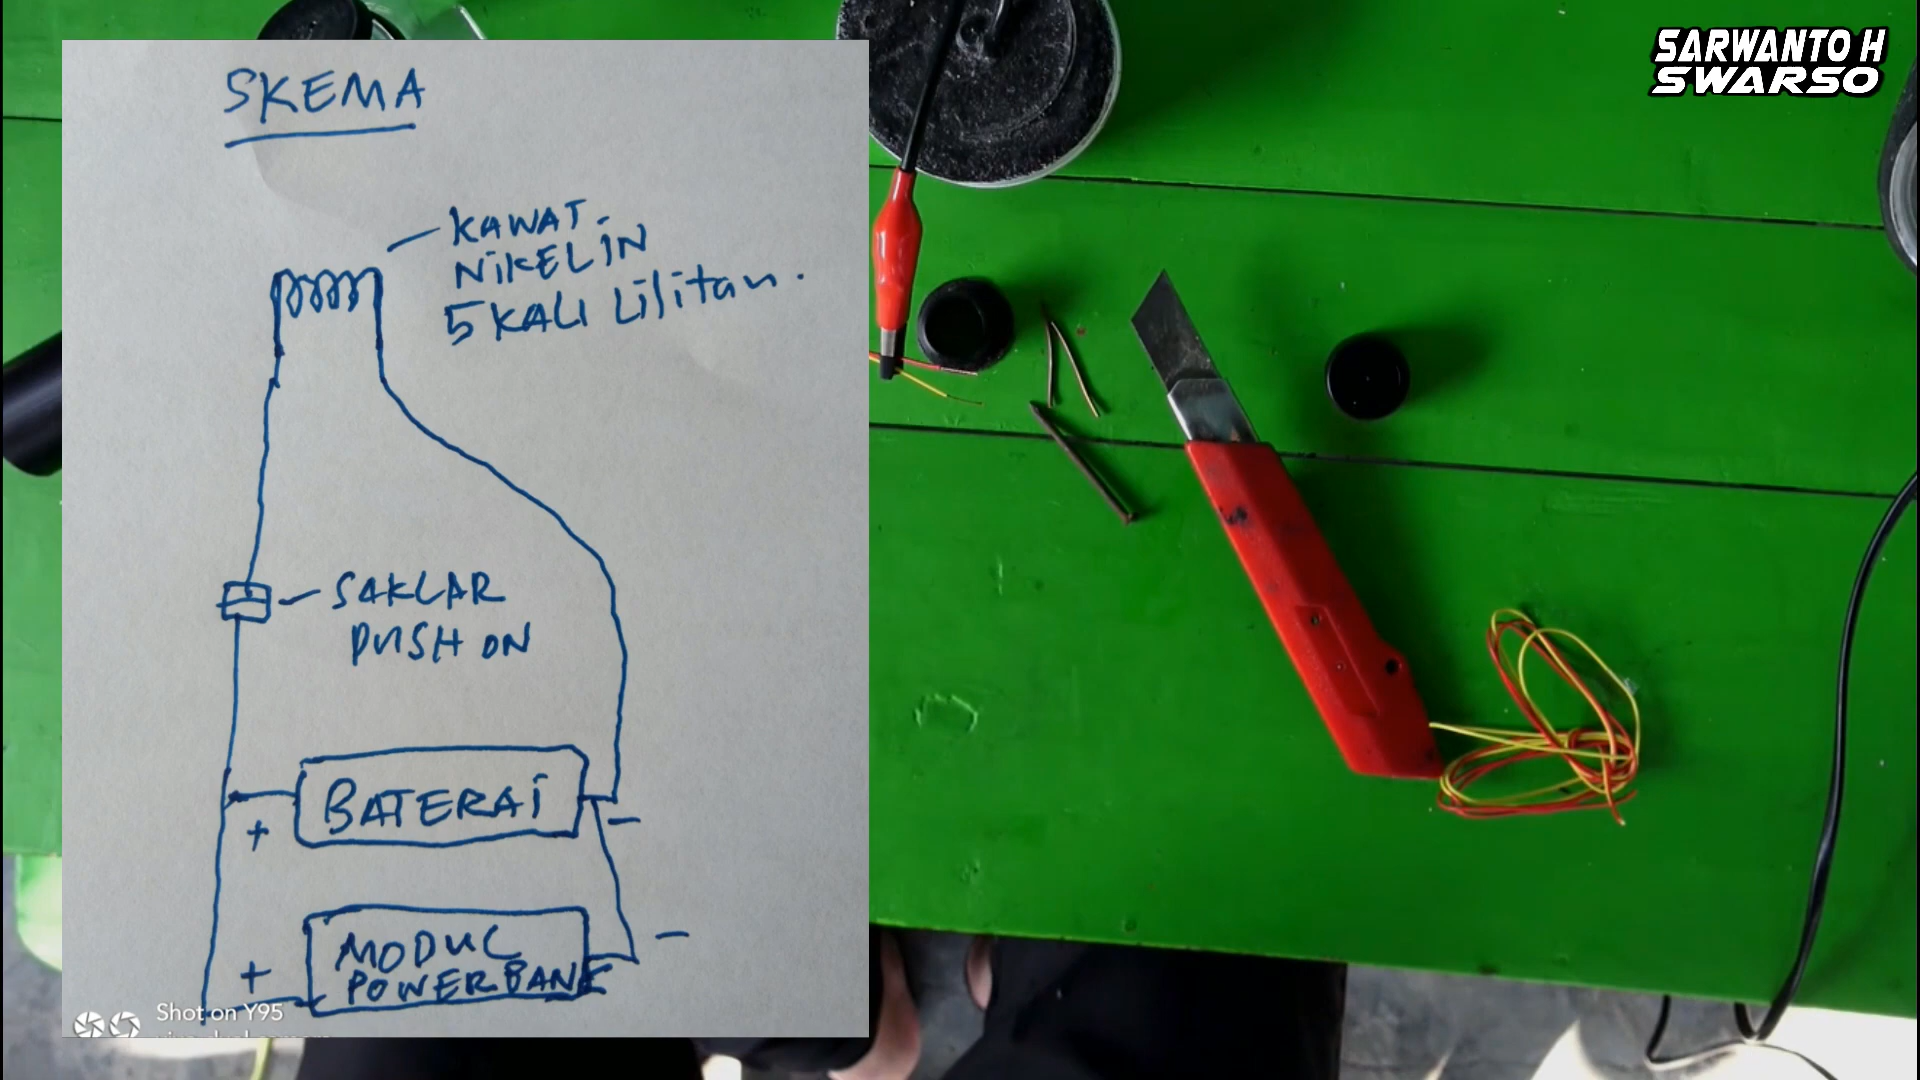 SKEMA
KAWAT
NIKELIN
5 KALI Lilitan.
SAKLAR
PUSH ON
BATERAI
+
-
MODUL
POWERBANK
+
-
Shot on Y95
SARWANTO H
SWARSO